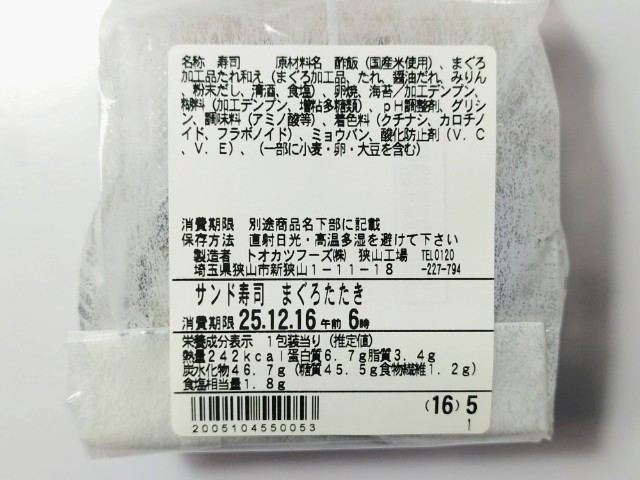 名称　寿司　　原材料名　酢飯（国産米使用）、まぐろ
加工品たれ和え（まぐろ加工品、たれ、醤油だれ、みりん
、粉末だし、清酒、食塩）、卵焼、海苔／加工デンプン、
糊料（加工デンプン、増粘多糖類）、ｐＨ調整剤、グリシ
ン、調味料（アミノ酸等）、着色料（クチナシ、カロチノ
イド、フラボノイド）、ミョウバン、酸化防止剤（Ｖ．Ｃ
、Ｖ．Ｅ）、（一部に小麦・卵・大豆を含む）
消費期限　別途商品名下部に記載
保存方法　直射日光・高温多湿を避けて下さい
製造者　トオカツフーズ㈱　狭山工場　TEL0120
埼玉県狭山市新狭山１－１１－１８　-227-794
サンド寿司　まぐろたたき
消費期限 25.12.16 午前 6時
栄養成分表示　１包装当り（推定値）
熱量２４２ｋｃａｌ蛋白質６．７ｇ脂質３．４ｇ
炭水化物４６．７ｇ（糖質４５．５ｇ食物繊維１．２ｇ）
食塩相当量１．８ｇ
(16) 5
2005104550053
1